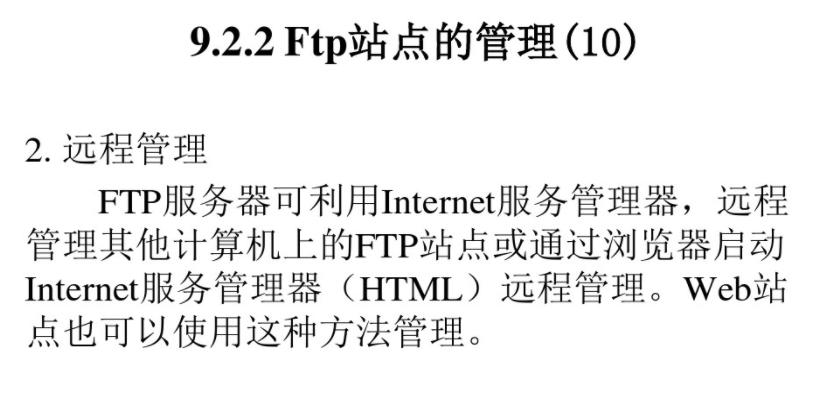 9.2.2 Ftp站点的管理(10)
2. 远程管理
FTP服务器可利用Internet服务管理器，远程
管理其他计算机上的FTP站点或通过浏览器启动
Internet服务管理器（HTML）远程管理。Web站
点也可以使用这种方法管理。